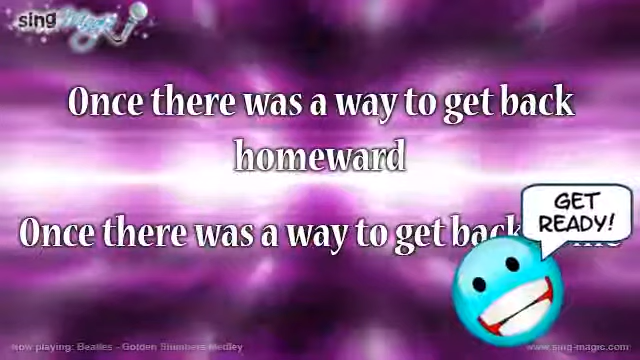 sing Magic
Once there was a way to get back
homeward
GET
READY!
Once there was a way to get back
Now playing: Beatles - Golden Slumbers Medley
www.sing-magic.com